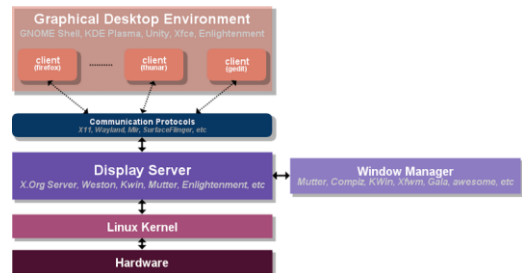 Graphical Desktop Environment
GNOME Shell, KDE Plasma, Unity, Xfce, Enlightenment
client
(firefox)
..........
client
(thunar)
client
(gedit)
Communication Protocols
X11, Wayland, Mir, SurfaceFlinger, etc
Display Server
X.Org Server, Weston, Kwin, Mutter, Enlightenment, etc
Window Manager
Mutter, Compiz, KWin, Xfwm, Gala, awesome, etc
Linux Kernel
Hardware